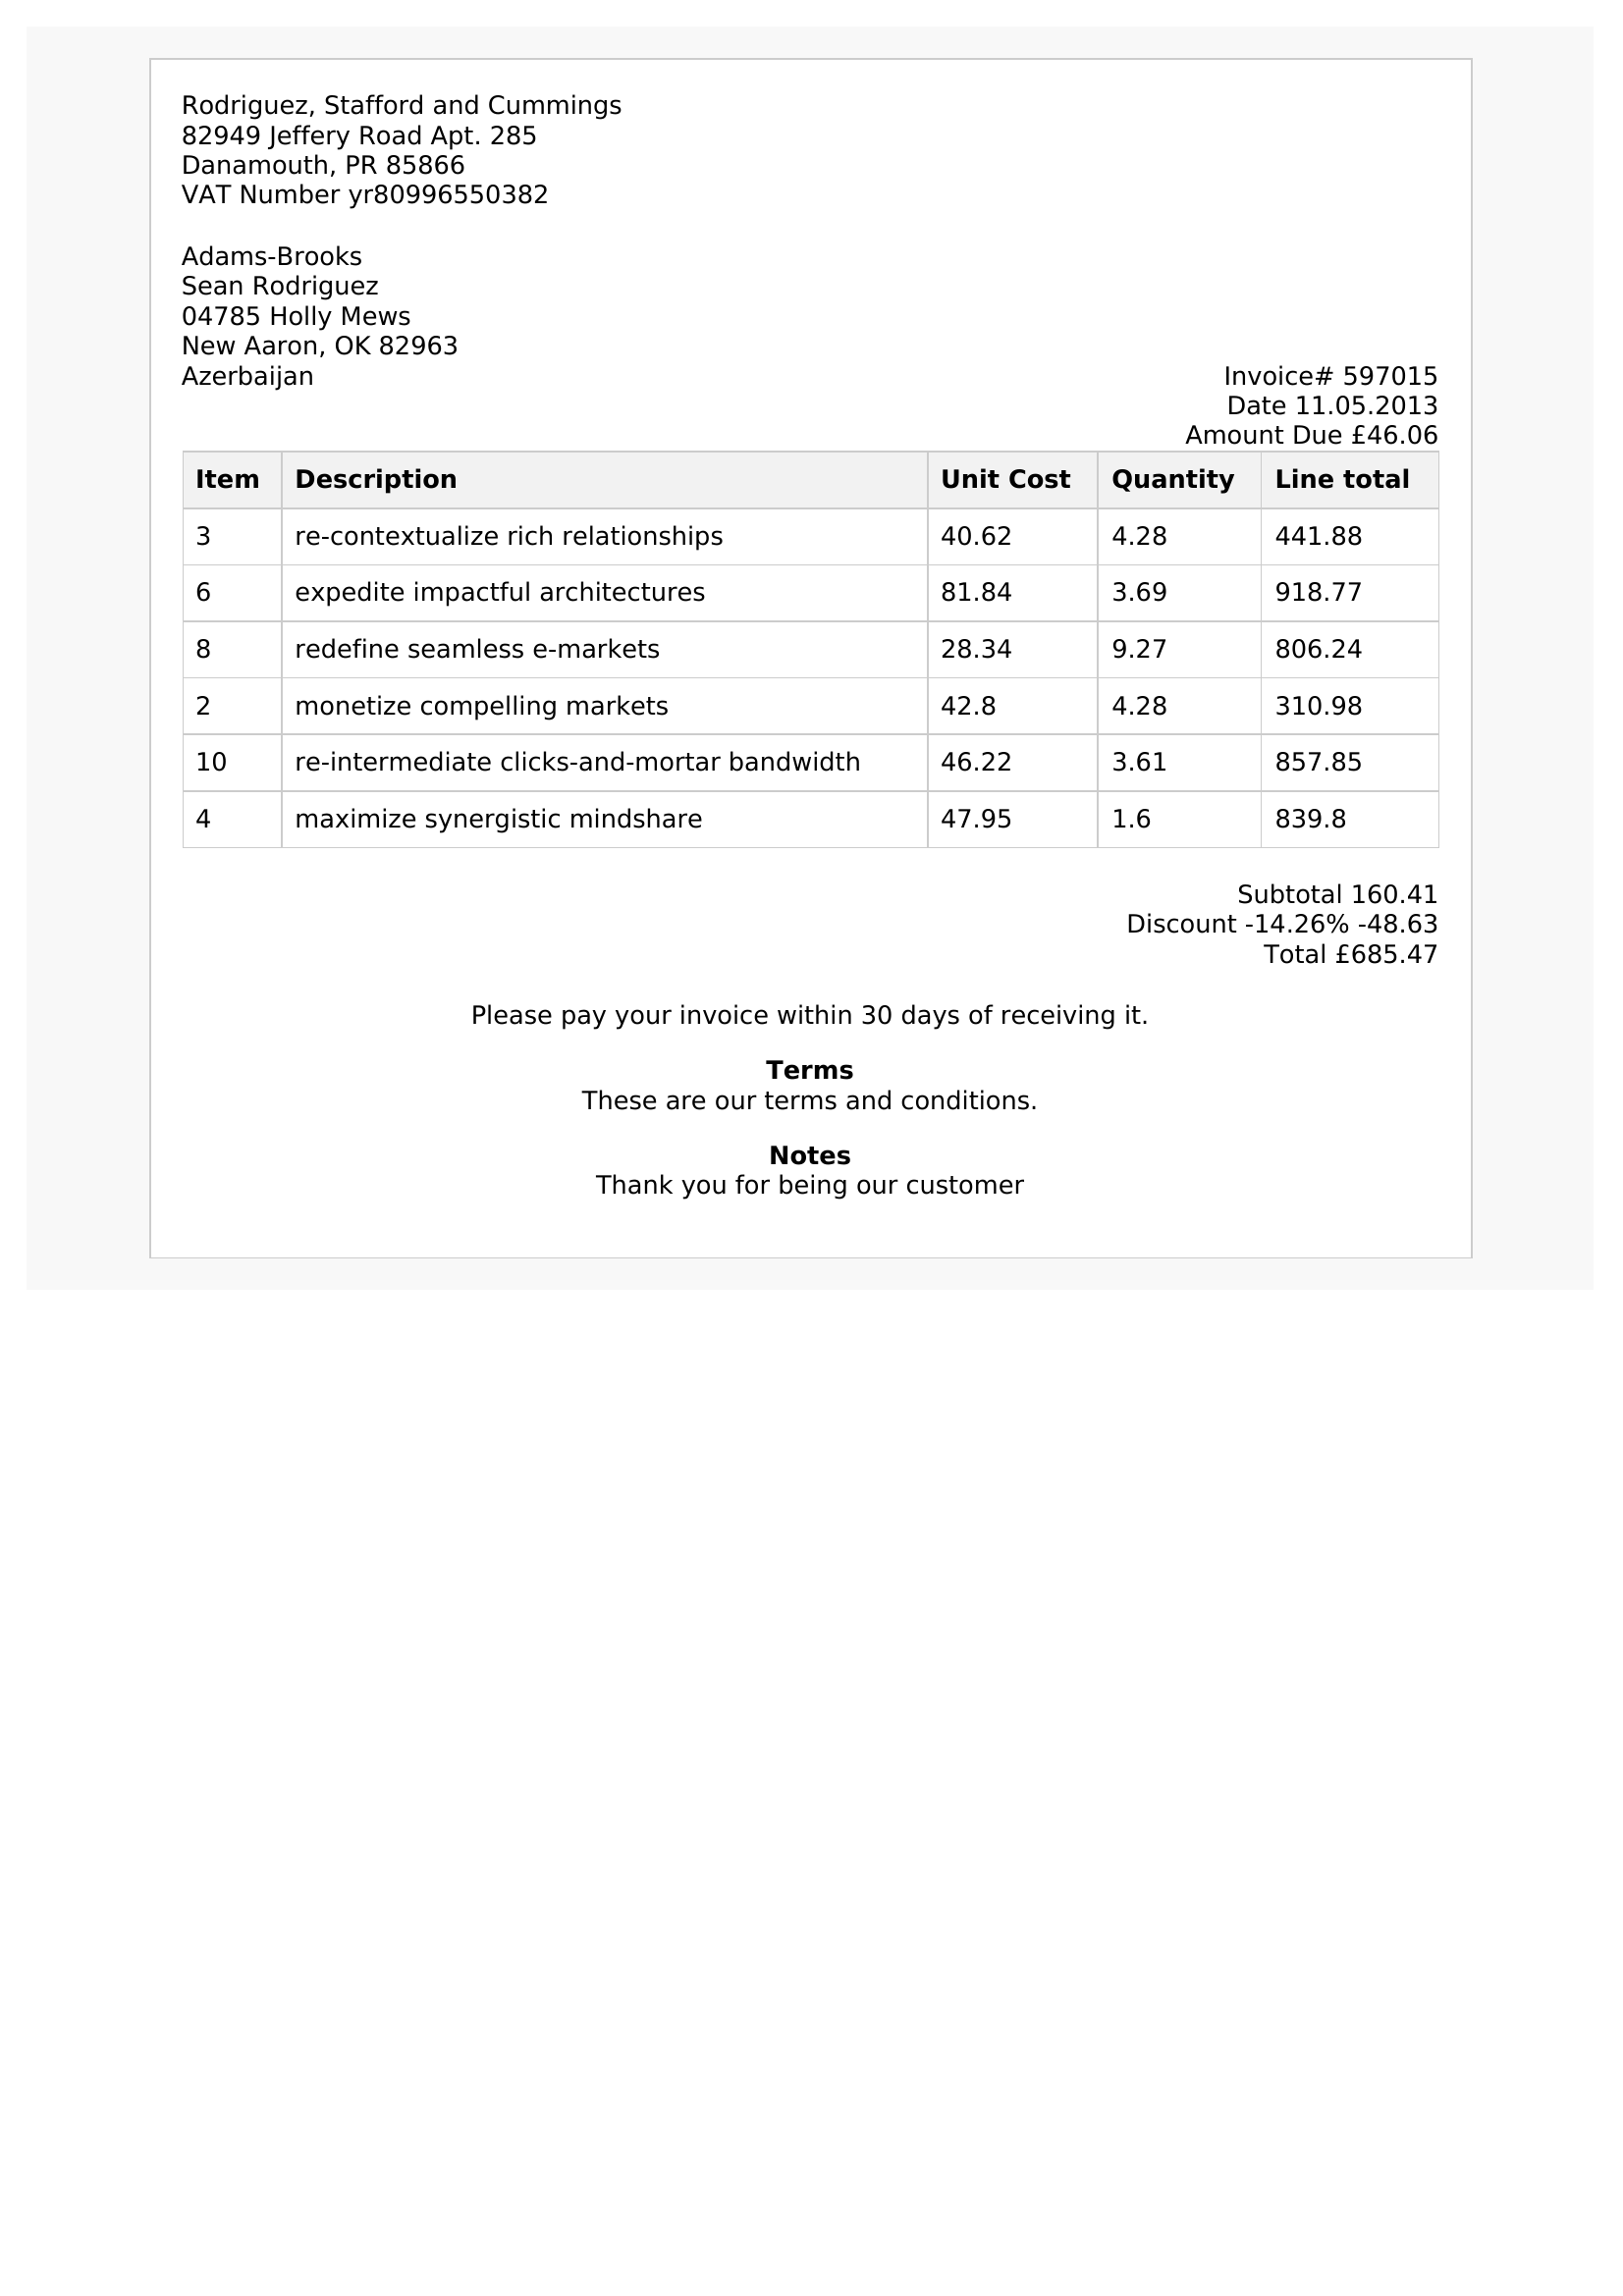 Rodriguez, Stafford and Cummings
82949 Jeffery Road Apt. 285
Danamouth, PR 85866
VAT Number yr80996550382
Adams-Brooks
Sean Rodriguez
04785 Holly Mews
New Aaron, OK 82963
Azerbaijan
Invoice# 597015
Date 11.05.2013
Amount Due £46.06
Item Description Unit Cost Quantity Line total
3 re-contextualize rich relationships 40.62 4.28 441.88
6 expedite impactful architectures 81.84 3.69 918.77
8 redefine seamless e-markets 28.34 9.27 806.24
2 monetize compelling markets 42.8 4.28 310.98
10 re-intermediate clicks-and-mortar bandwidth 46.22 3.61 857.85
4 maximize synergistic mindshare 47.95 1.6 839.8
Subtotal 160.41
Discount -14.26% -48.63
Total £685.47
Please pay your invoice within 30 days of receiving it.
Terms
These are our terms and conditions.
Notes
Thank you for being our customer